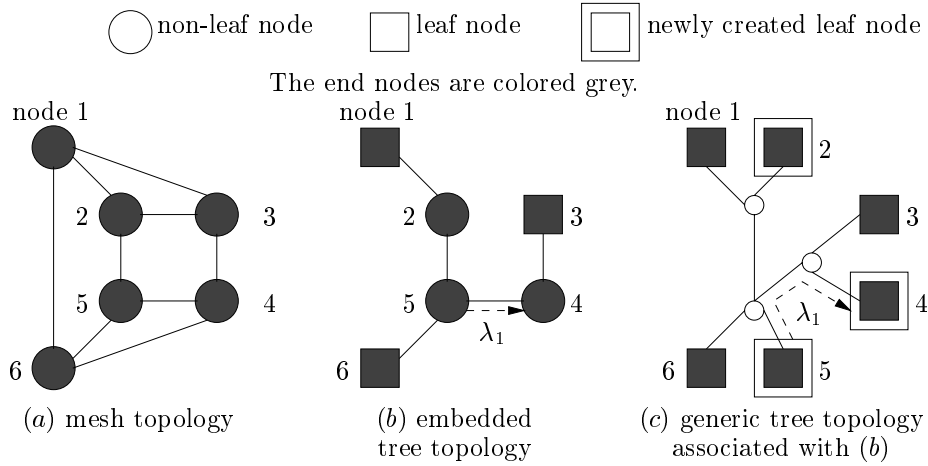 non-leaf node
leaf node
newly created leaf node
The end nodes are colored grey.
node 1
2
3
5
4
6
(a) mesh topology
node 1
2
3
5
4
λ1
6
(b) embedded
tree topology
node 1
2
3
4
λ1
6
5
(c) generic tree topology
associated with (b)